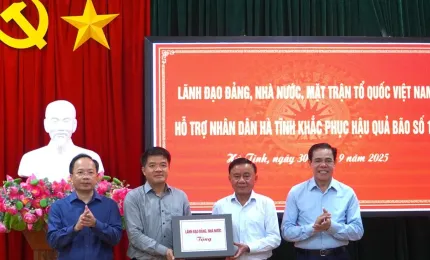 LÃNH ĐẠO ĐẢNG, NHÀ NƯỚC, MẶT TRẬN TỔ QUỐC VIỆT NAM
HỖ TRỢ NHÂN DÂN HÀ TĨNH KHẮC PHỤC HẬU QUẢ BÃO SỐ 1
Hà Tĩnh, ngày 30 9 2025
LÃNH ĐẠO ĐẢNG, NHÀ NƯỚC
Tặng